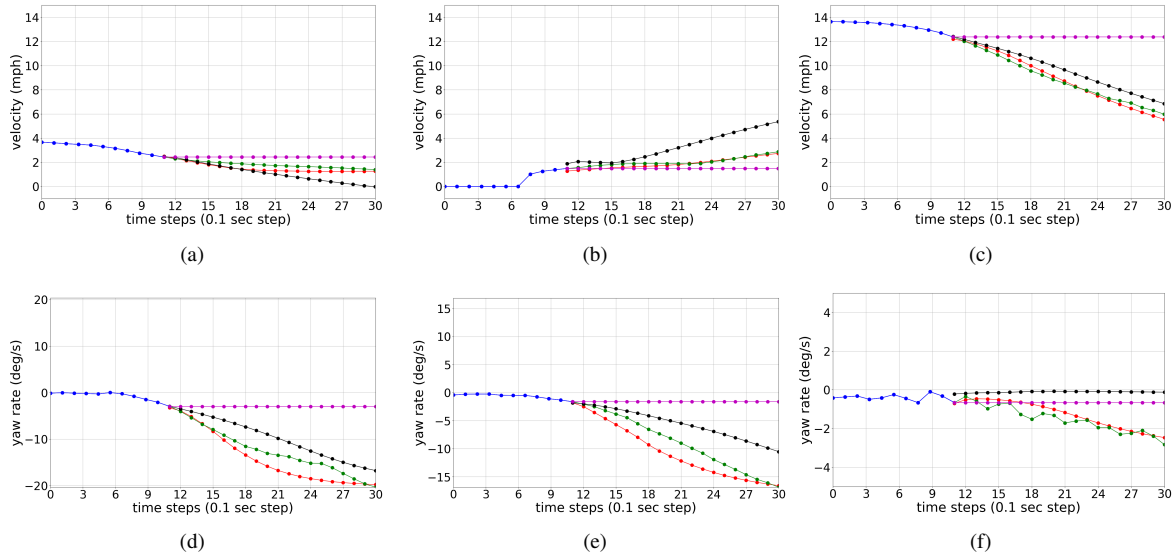 14
12
10
8
6
4
2
0
velocity (mph)
0 3 6 9 12 15 18 21 24 27 30
time steps (0.1 sec step)
(a)
14
12
10
8
6
4
2
0
velocity (mph)
0 3 6 9 12 15 18 21 24 27 30
time steps (0.1 sec step)
(b)
14
12
10
8
6
4
2
0
velocity (mph)
0 3 6 9 12 15 18 21 24 27 30
time steps (0.1 sec step)
(c)
20
10
0
−10
−20
yaw rate (deg/s)
0 3 6 9 12 15 18 21 24 27 30
time steps (0.1 sec step)
(d)
15
10
5
0
−5
−10
−15
yaw rate (deg/s)
0 3 6 9 12 15 18 21 24 27 30
time steps (0.1 sec step)
(e)
4
2
0
−2
−4
yaw rate (deg/s)
0 3 6 9 12 15 18 21 24 27 30
time steps (0.1 sec step)
(f)